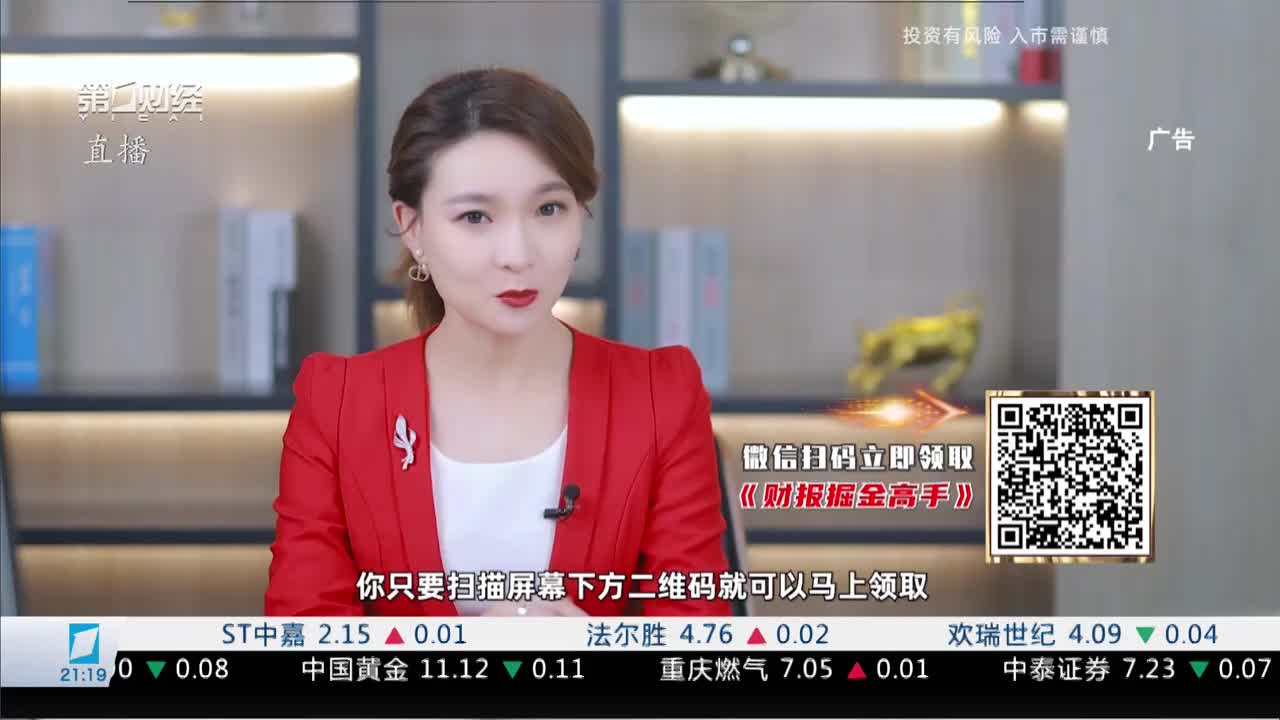 投资有风险 入市需谨慎
第一财经
YICAI
直播
广告
微信扫码立即领取
《财报掘金高手》
你只要扫描屏幕下方二维码就可以马上领取
ST中嘉 2.15 ▲ 0.01 法尔胜 4.76 ▲ 0.02 欢瑞世纪 4.09 ▼ 0.04
21:19
00 ▼ 0.08 中国黄金 11.12 ▼ 0.11 重庆燃气 7.05 ▲ 0.01 中泰证券 7.23 ▼ 0.07